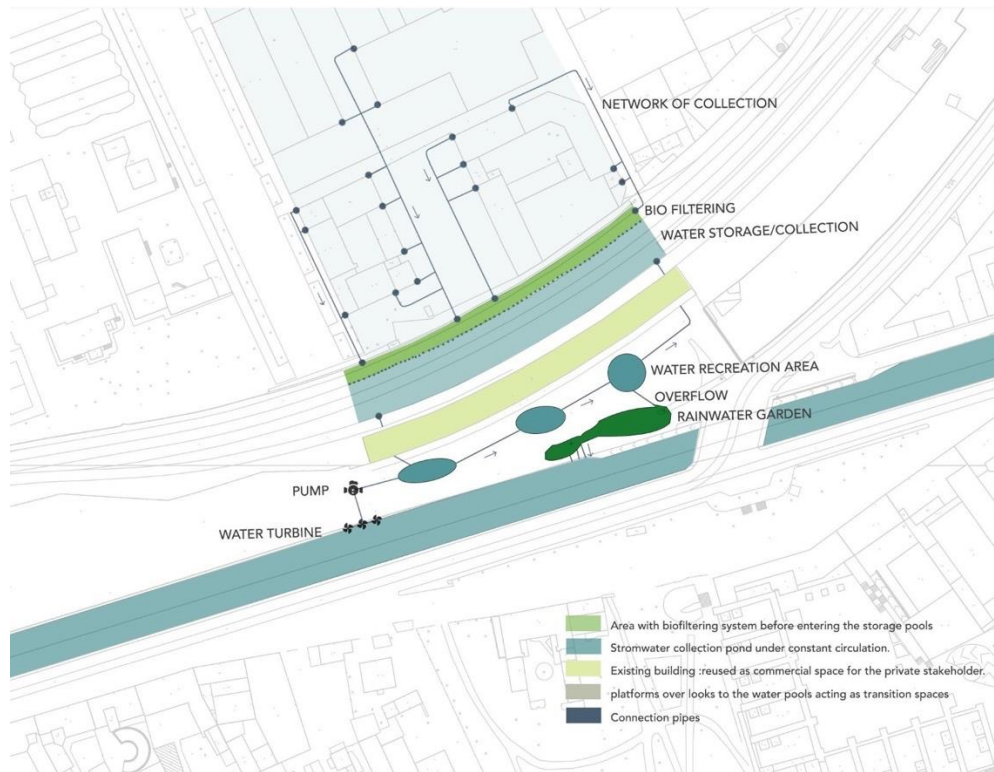 NETWORK OF COLLECTION
BIO FILTERING
WATER STORAGE/COLLECTION
WATER RECREATION AREA
OVERFLOW
RAINWATER GARDEN
PUMP
WATER TURBINE
Area with biofiltering system before entering the storage pools
Stromwater collection pond under constant circulation.
Existing building :reused as commercial space for the private stakeholder.
platforms over looks to the water pools acting as transition spaces
Connection pipes